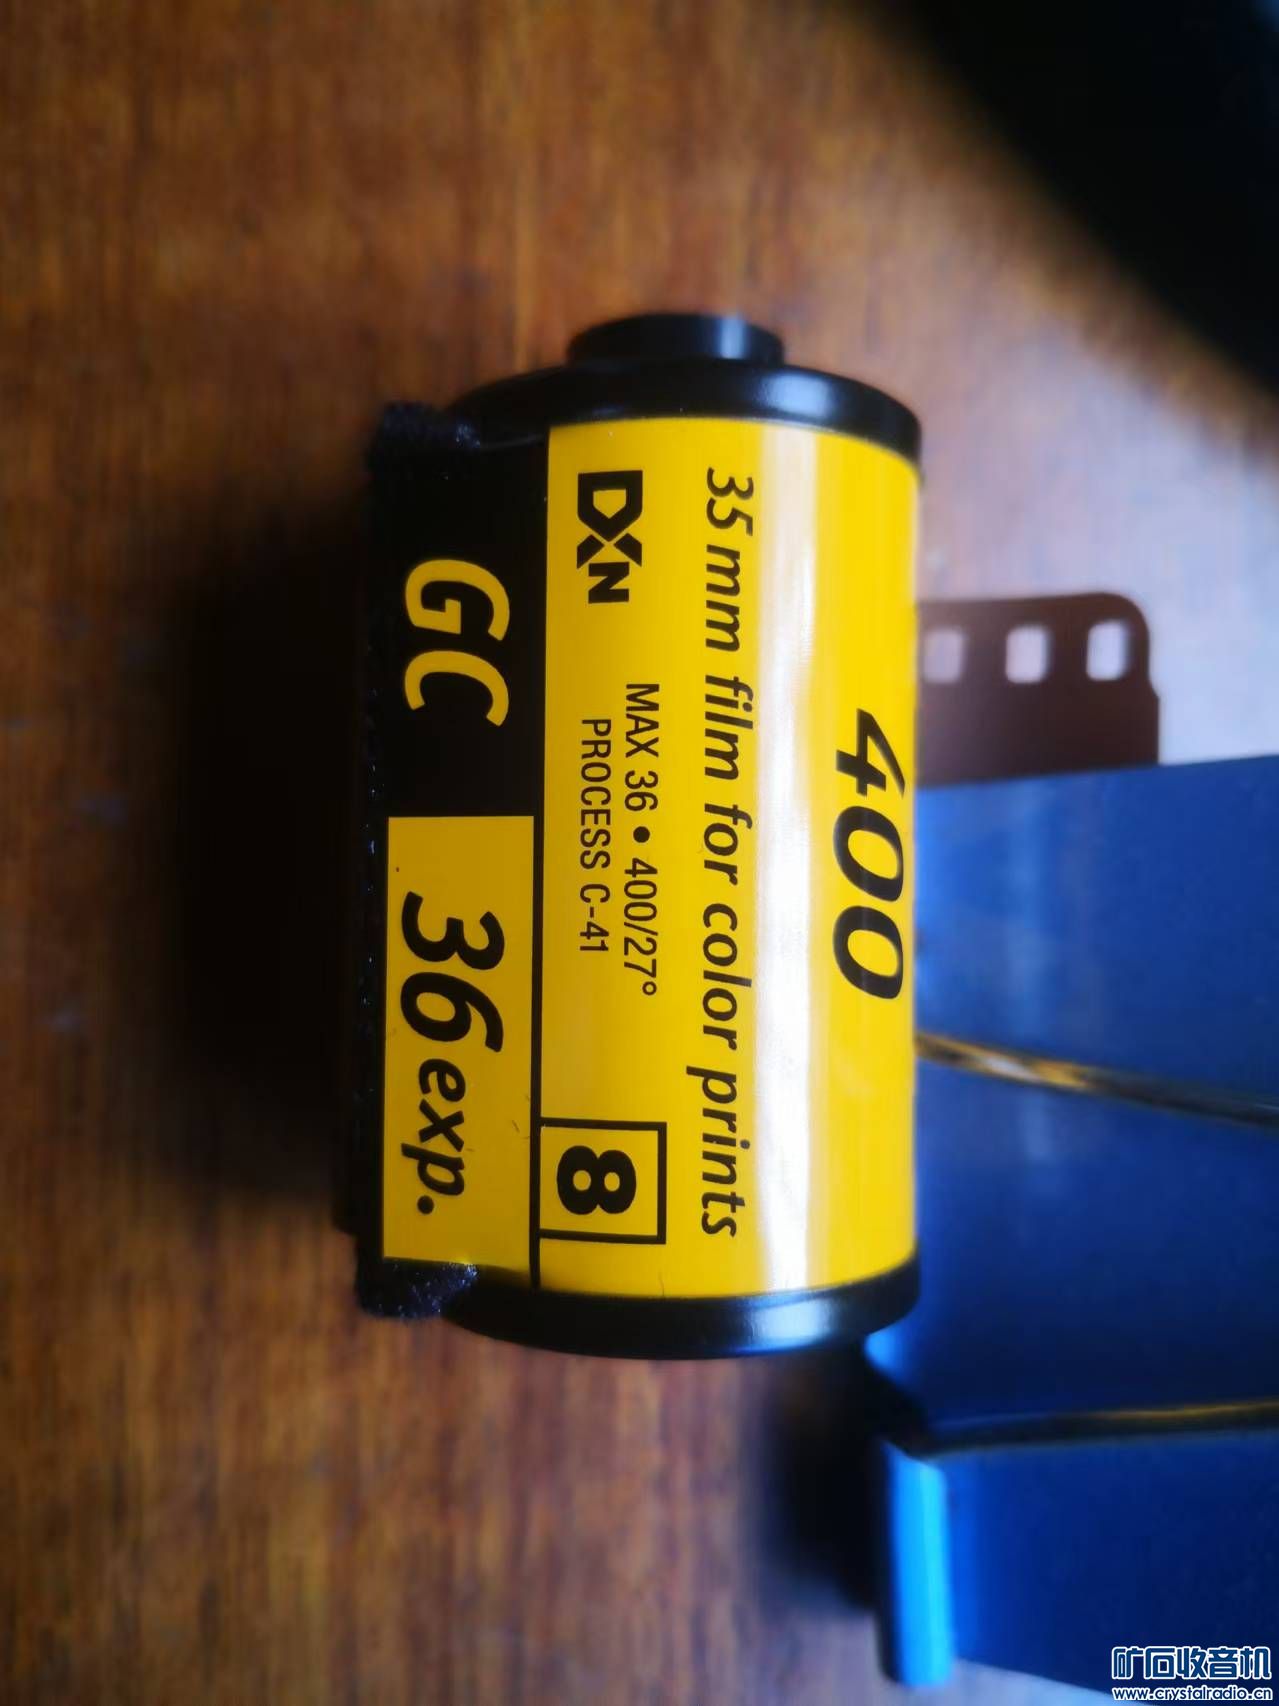 400
35 mm film for color prints
DXN
MAX 36 • 400/27°
PROCESS C-41
8
GC
36 exp.
矿石收音机
www.crystalradio.cn